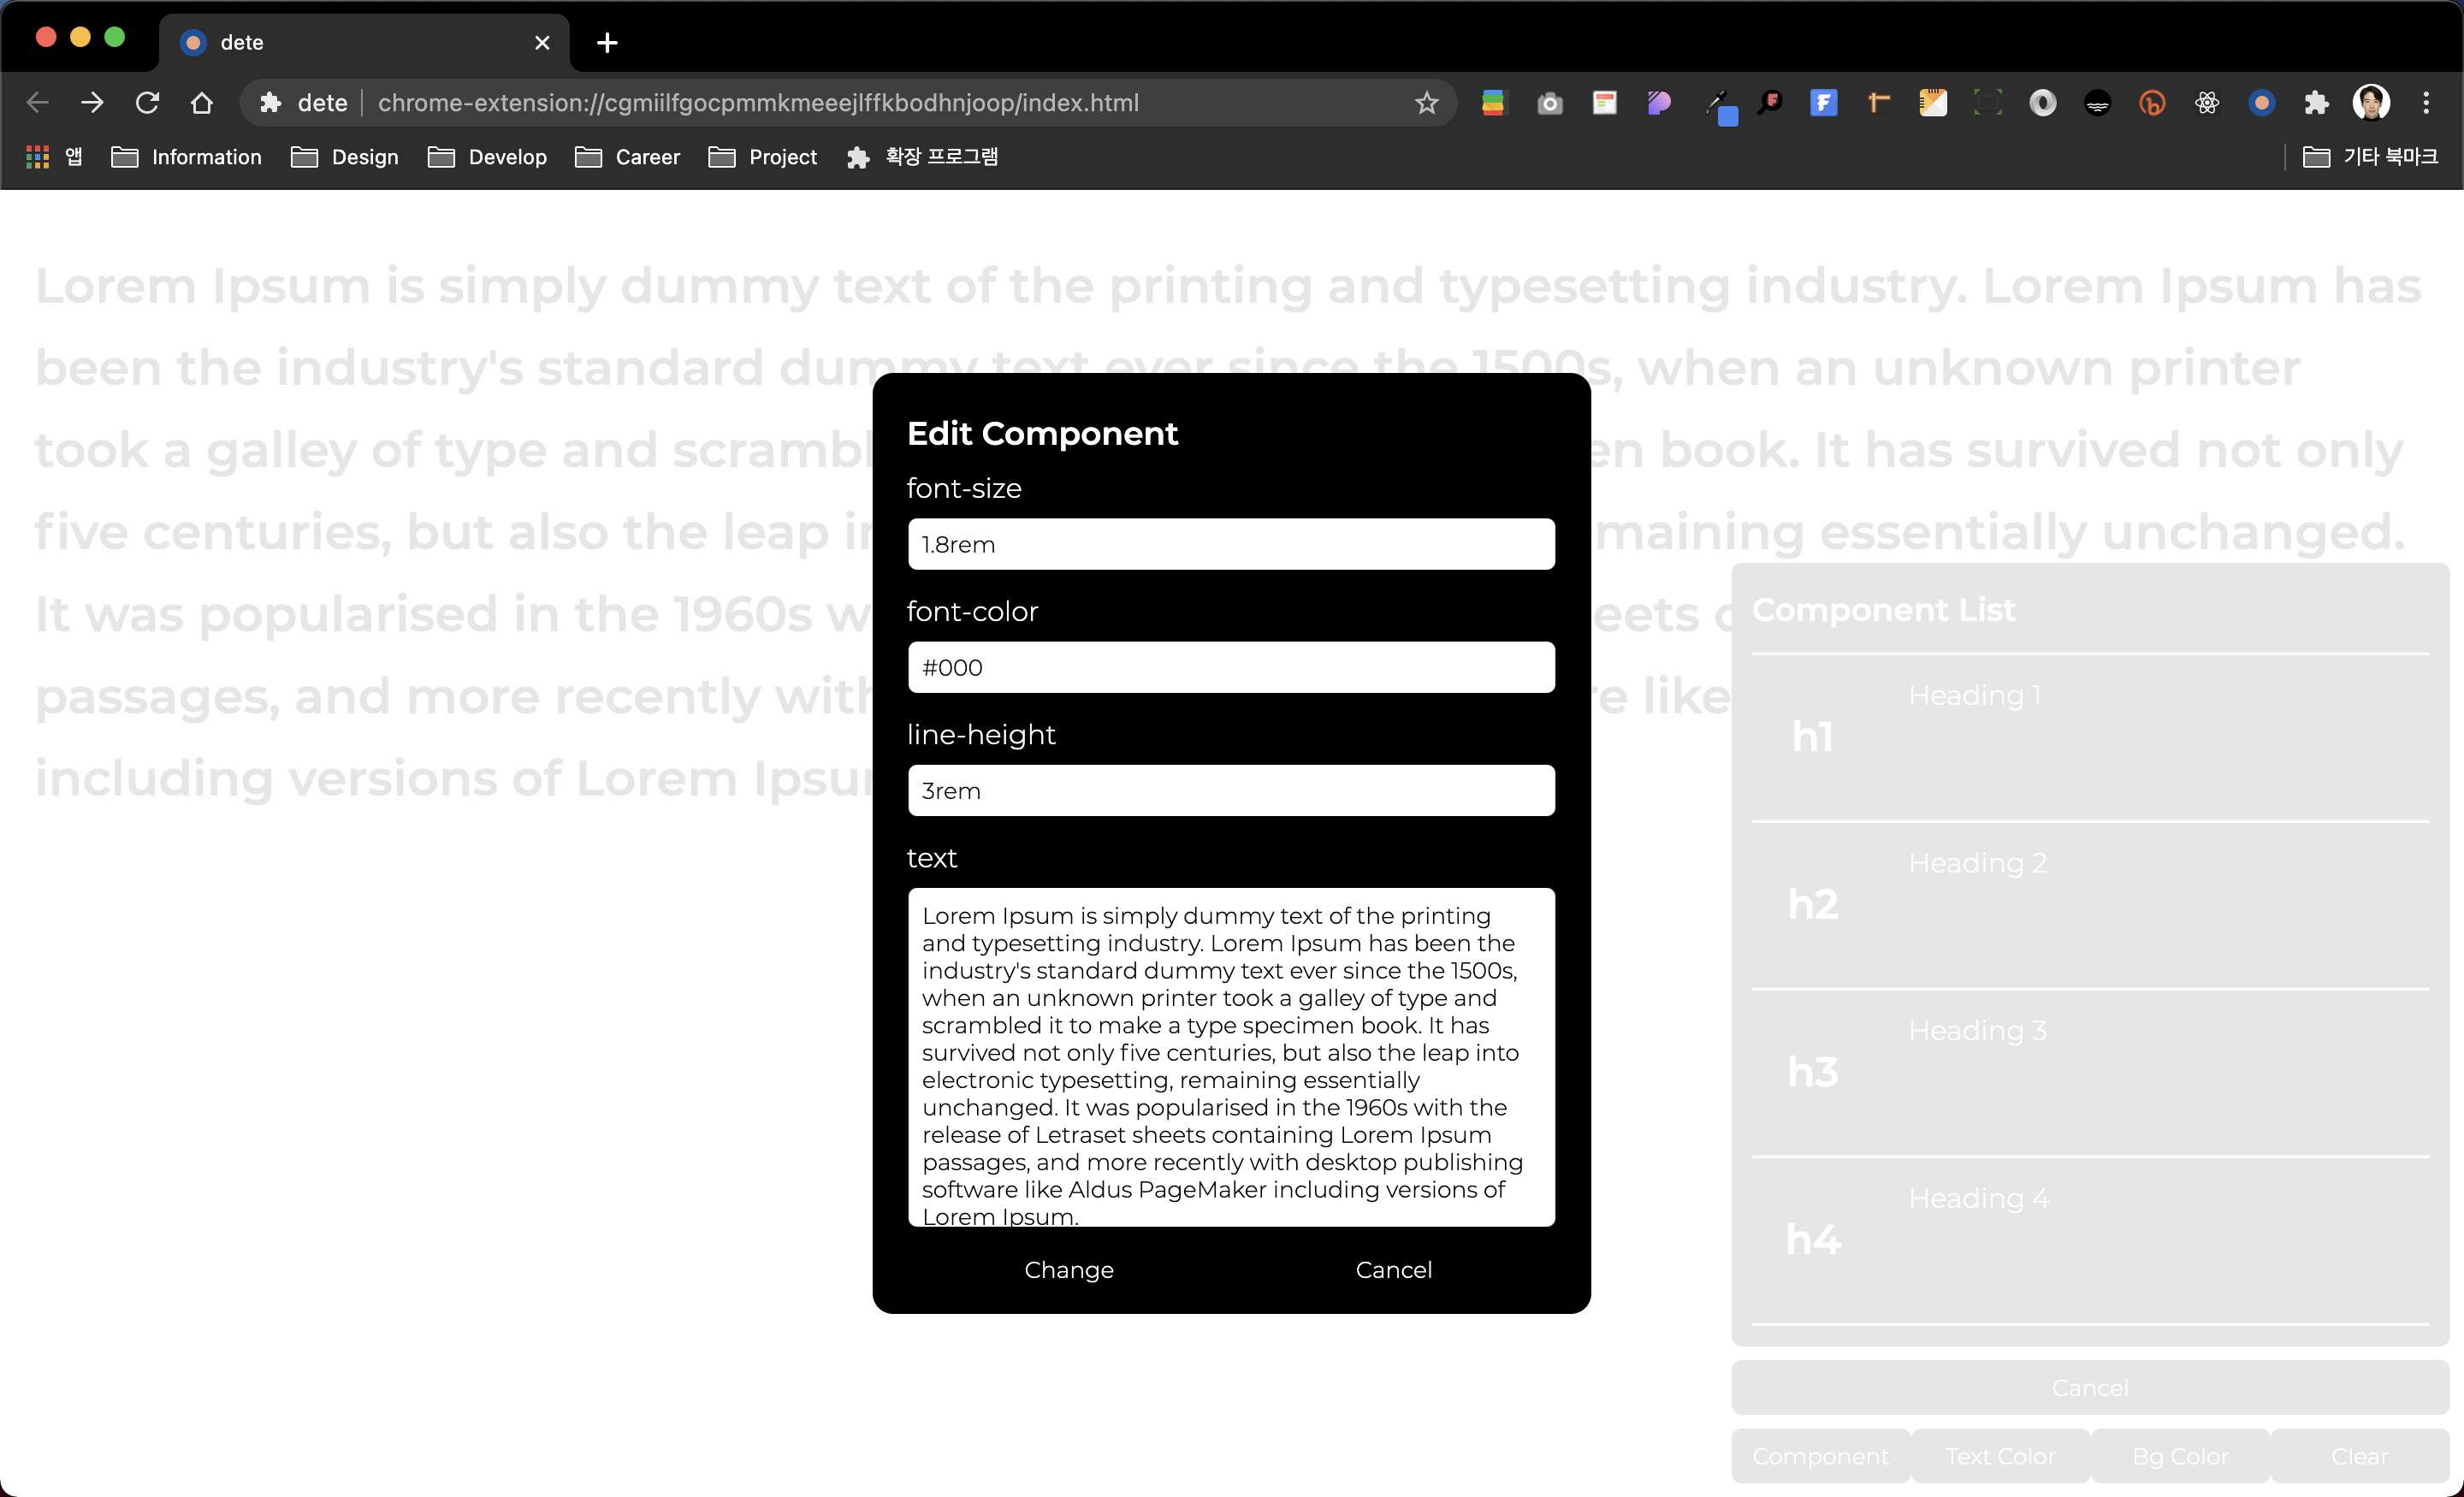 dete
dete
chrome-extension://cgmiilfgocpmmkmeeejlffkbodhnjoop/index.html
앱
Information
Design
Develop
Career
Project
확장 프로그램
기타 북마크
Lorem Ipsum is simply dummy text of the printing and typesetting industry. Lorem Ipsum has
been the industry's standard dummy text ever since the 1500s, when an unknown printer
took a galley of type and scrambl
en book. It has survived not only
five centuries, but also the leap in
maining essentially unchanged.
It was popularised in the 1960s w
eets
passages, and more recently with
re like
including versions of Lorem Ipsum
Edit Component
font-size
1.8rem
font-color
#000
line-height
3rem
text
Lorem Ipsum is simply dummy text of the printing
and typesetting industry. Lorem Ipsum has been the
industry's standard dummy text ever since the 1500s,
when an unknown printer took a galley of type and
scrambled it to make a type specimen book. It has
survived not only five centuries, but also the leap into
electronic typesetting, remaining essentially
unchanged. It was popularised in the 1960s with the
release of Letraset sheets containing Lorem Ipsum
passages, and more recently with desktop publishing
software like Aldus PageMaker including versions of
Lorem Ipsum.
Change
Cancel
Component List
h1
Heading 1
h2
Heading 2
h3
Heading 3
h4
Heading 4
Cancel
Component
Text Color
Bg Color
Clear